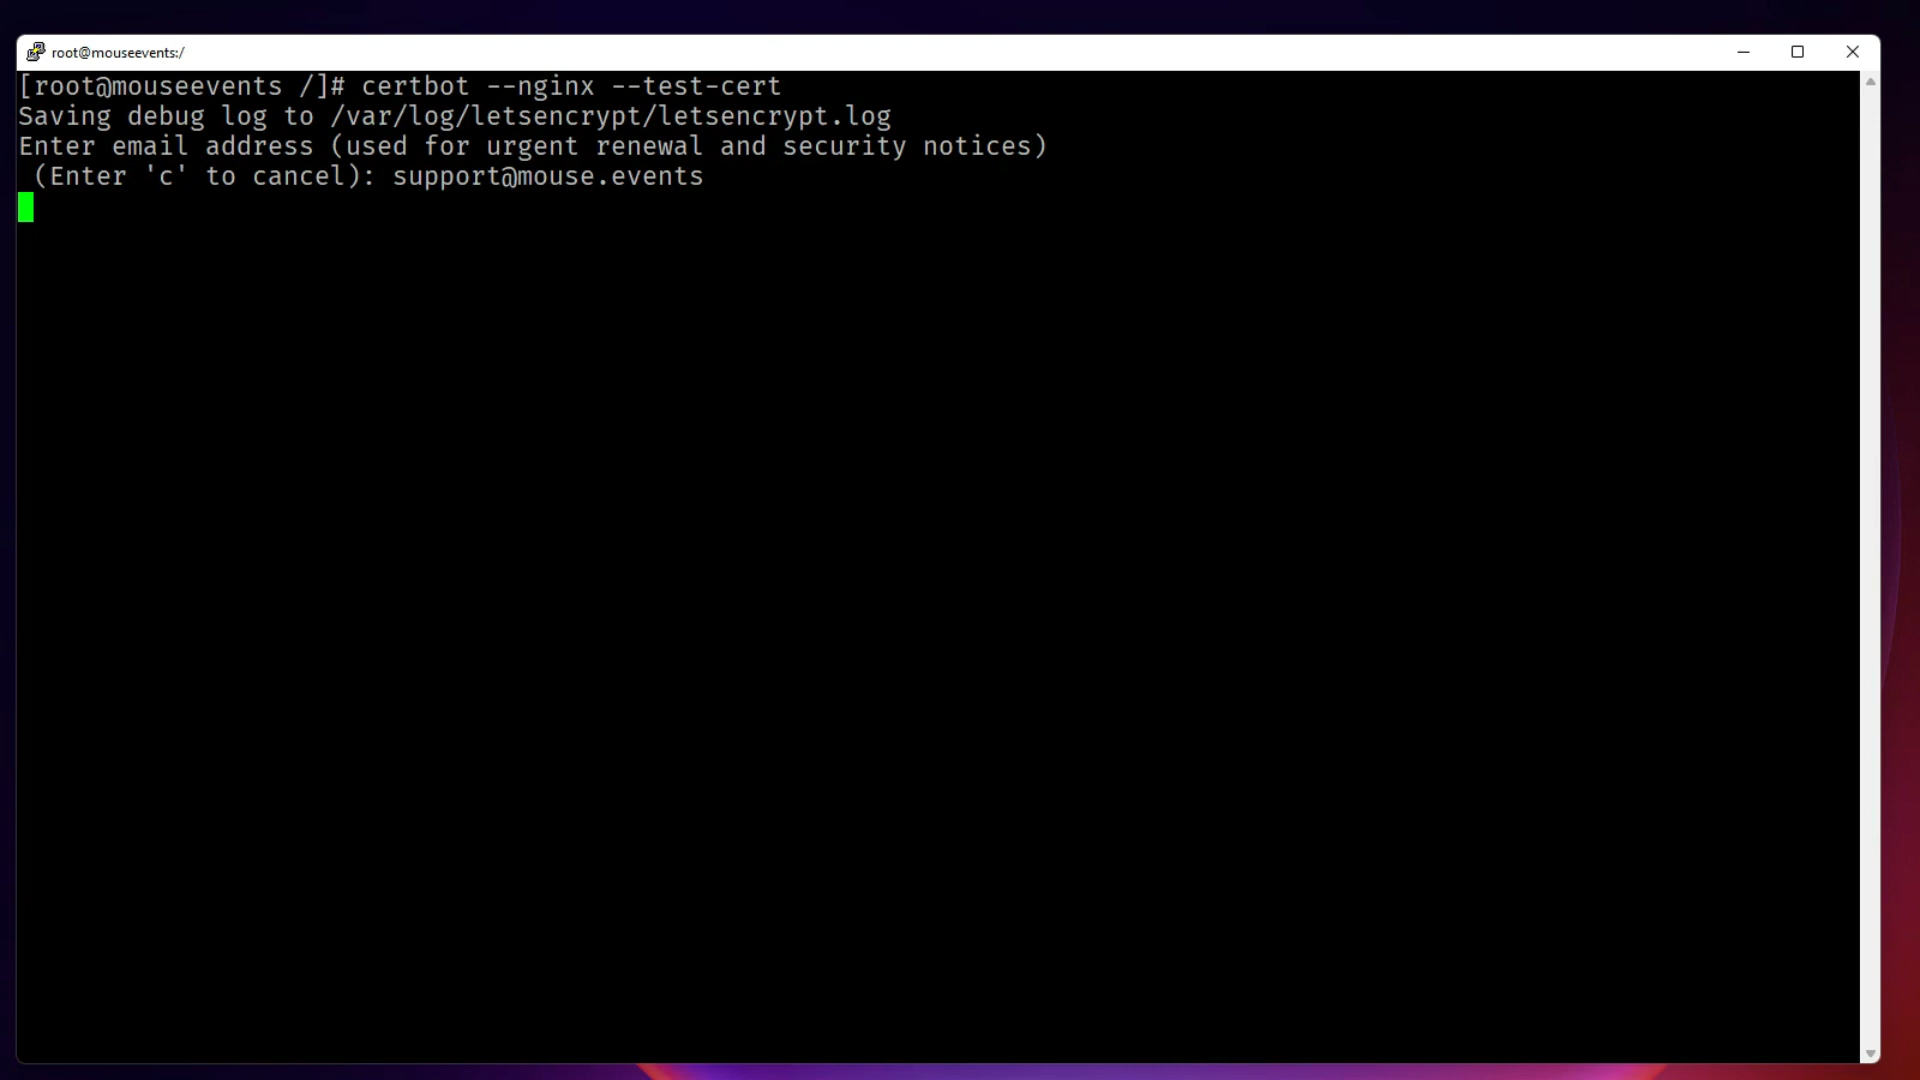 root@mouseevents:/
[root@mouseevents /]# certbot --nginx --test-cert
Saving debug log to /var/log/letsencrypt/letsencrypt.log
Enter email address (used for urgent renewal and security notices)
 (Enter 'c' to cancel): support@mouse.events